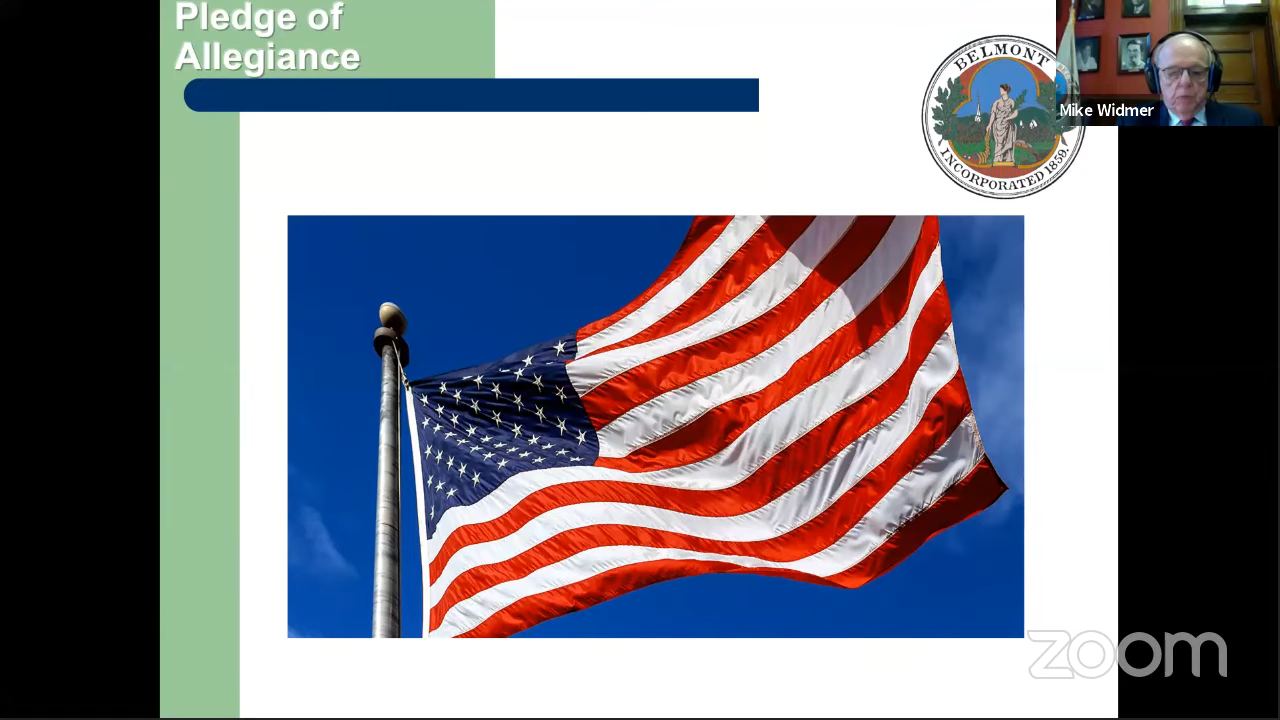 Pledge of
Allegiance
BELMONT
INCORPORATED 1859.
Mike Widmer
zoom